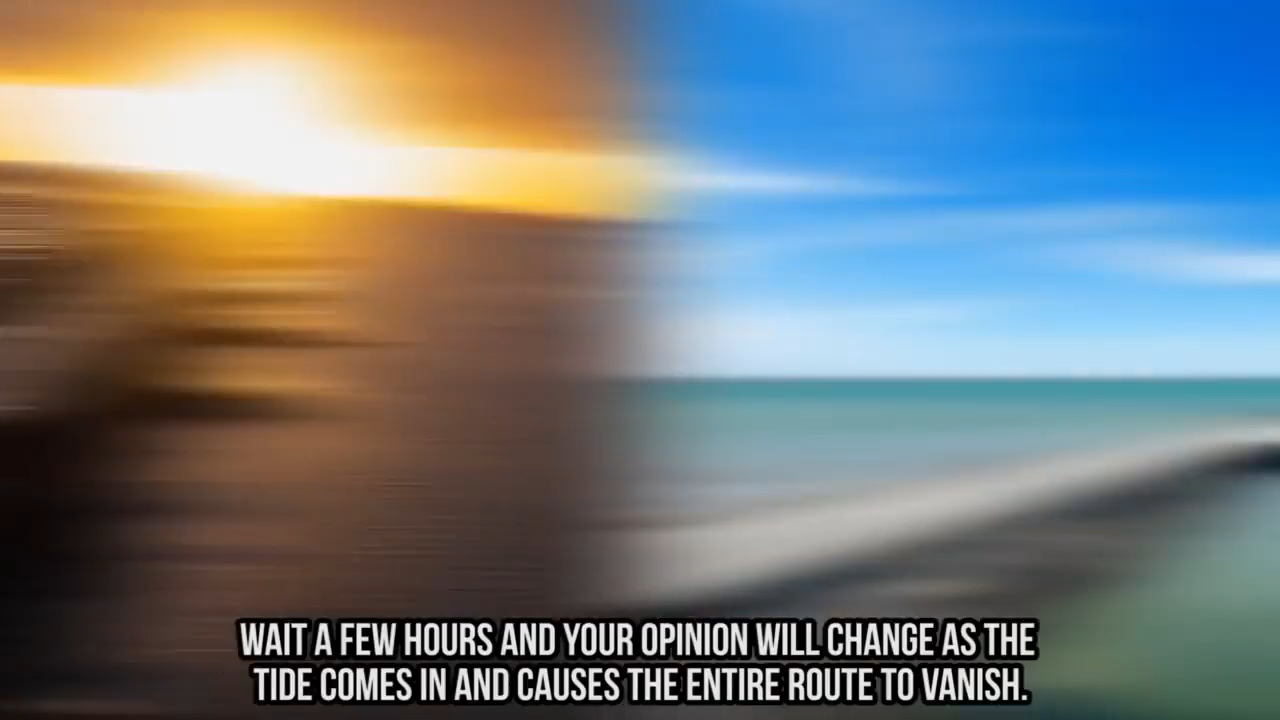 WAIT A FEW HOURS AND YOUR OPINION WILL CHANGE AS THE
TIDE COMES IN AND CAUSES THE ENTIRE ROUTE TO VANISH.